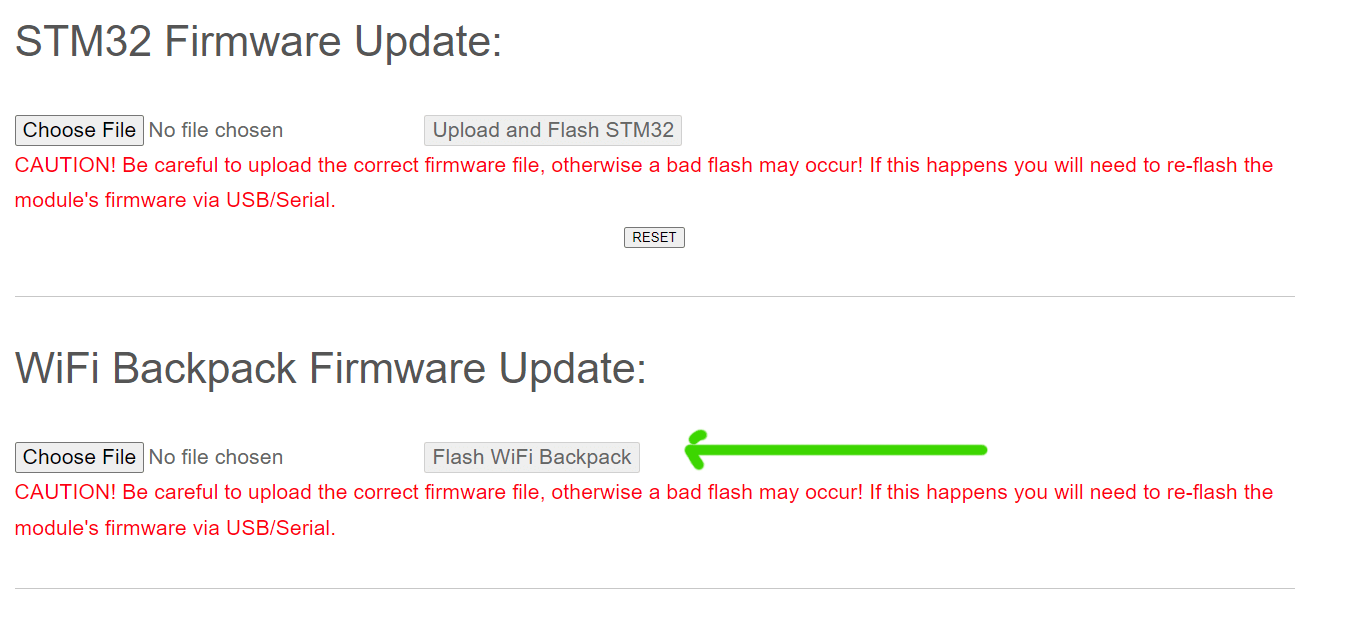 STM32 Firmware Update:
Choose File No file chosen Upload and Flash STM32
CAUTION! Be careful to upload the correct firmware file, otherwise a bad flash may occur! If this happens you will need to re-flash the
module's firmware via USB/Serial.
RESET
WiFi Backpack Firmware Update:
Choose File No file chosen Flash WiFi Backpack
CAUTION! Be careful to upload the correct firmware file, otherwise a bad flash may occur! If this happens you will need to re-flash the
module's firmware via USB/Serial.